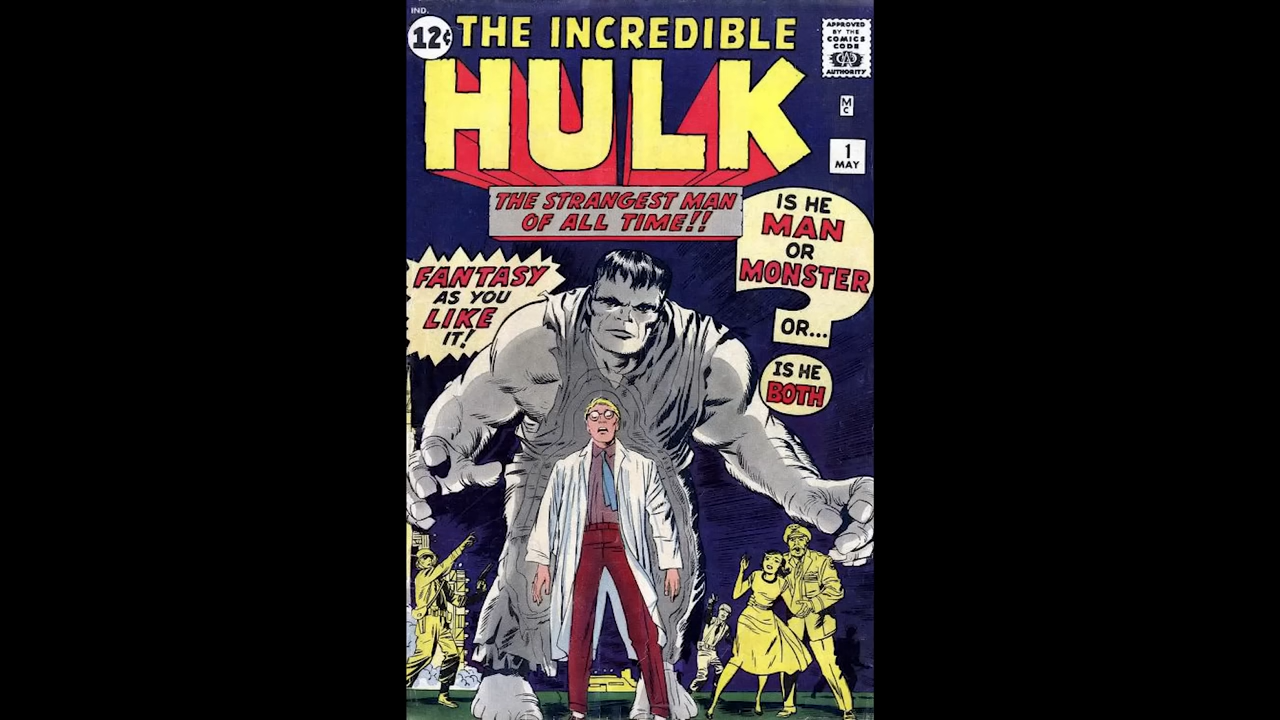 IND.
12¢
THE INCREDIBLE
HULK
APPROVED
BY THE
COMICS
CODE
CA
AUTHORITY
M
C
1
MAY
THE STRANGEST MAN
OF ALL TIME!!
IS HE
MAN
OR
MONSTER
OR...
IS HE
BOTH
FANTASY
AS YOU
LIKE
IT!